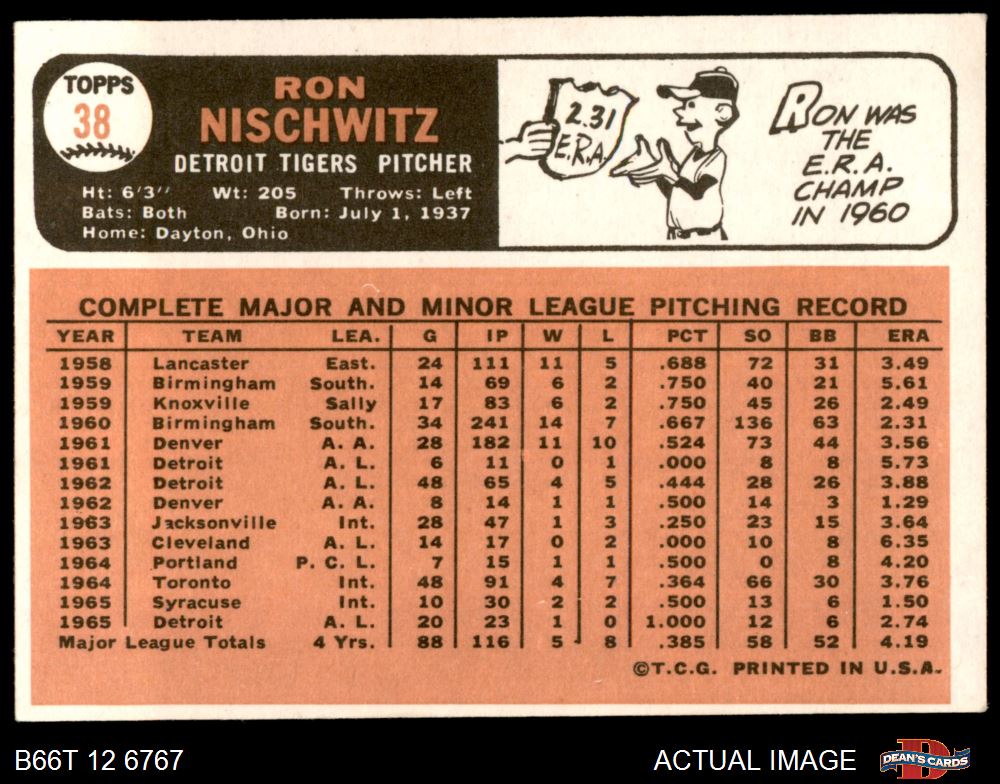 TOPPS
38
RON
NISCHWITZ
DETROIT TIGERS PITCHER
Ht: 6'3" Wt: 205 Throws: Left
Bats: Both Born: July 1, 1937
Home: Dayton, Ohio
2.31
E.R.A.
RON WAS
THE
E.R.A.
CHAMP
IN 1960
COMPLETE MAJOR AND MINOR LEAGUE PITCHING RECORD
YEAR TEAM LEA. G IP W L PCT SO BB ERA
1958 Lancaster East. 24 111 11 5 .688 72 31 3.49
1959 Birmingham South. 14 69 6 2 .750 40 21 5.61
1959 Knoxville Sally 17 83 6 2 .750 45 26 2.49
1960 Birmingham South. 34 241 14 7 .667 136 63 2.31
1961 Denver A. A. 28 182 11 10 .524 73 44 3.56
1961 Detroit A. L. 6 11 0 1 .000 8 8 5.73
1962 Detroit A. L. 48 65 4 5 .444 28 26 3.88
1962 Denver A. A. 8 14 1 1 .500 14 3 1.29
1963 Jacksonville Int. 28 47 1 3 .250 23 15 3.64
1963 Cleveland A. L. 14 17 0 2 .000 10 8 6.35
1964 Portland P. C. L. 7 15 1 1 .500 0 8 4.20
1964 Toronto Int. 48 91 4 7 .364 66 30 3.76
1965 Syracuse Int. 10 30 2 2 .500 13 6 1.50
1965 Detroit A. L. 20 23 1 0 1.000 12 6 2.74
Major League Totals 4 Yrs. 88 116 5 8 .385 58 52 4.19
©T.C.G. PRINTED IN U.S.A.
B66T 12 6767 ACTUAL IMAGE DEAN'S CARDS